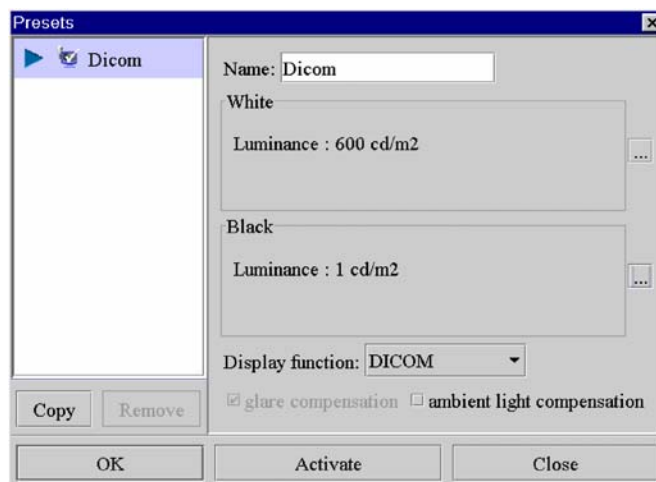 Presets
Dicom
Name: Dicom
White
Luminance : 600 cd/m2
...
Black
Luminance : 1 cd/m2
...
Display function: DICOM
glare compensation ambient light compensation
Copy Remove
OK Activate Close